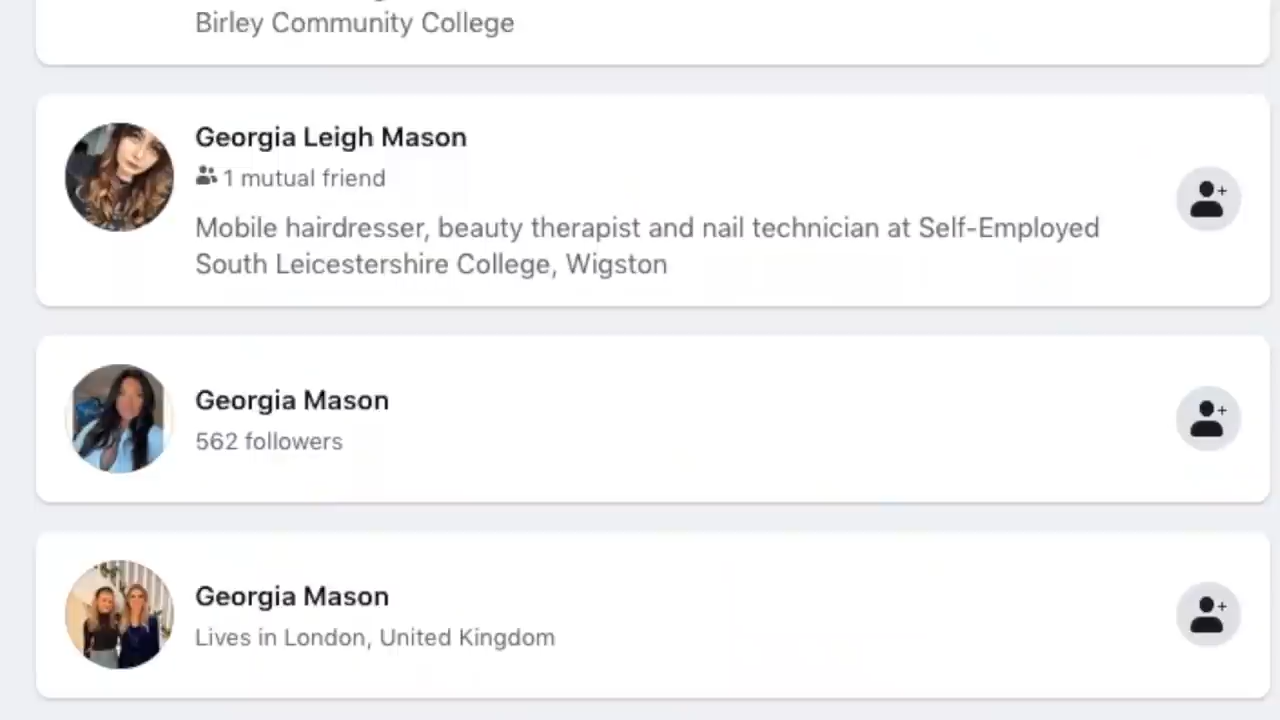 Birley Community College
Georgia Leigh Mason
1 mutual friend
Mobile hairdresser, beauty therapist and nail technician at Self-Employed
South Leicestershire College, Wigston
Georgia Mason
562 followers
Georgia Mason
Lives in London, United Kingdom